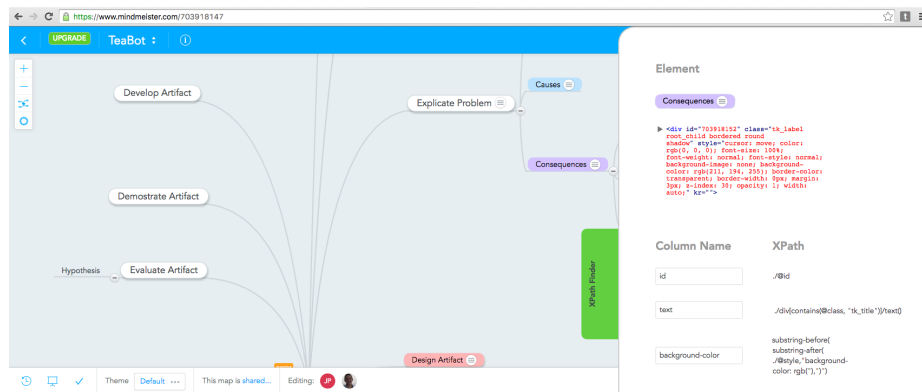 https://www.mindmeister.com/703918147
UPGRADE
TeaBot
Develop Artifact
Demostrate Artifact
Hypothesis
Evaluate Artifact
Explicate Problem
Causes
Consequences
XPath Finder
Design Artifact
Theme
Default
This map is shared...
Editing:
JP
Element
Consequences
<div id="703918152" class="tk_label
root_child bordered round
shadow" style="cursor: move; color:
rgb(0, 0, 0); font-size: 100%;
font-weight: normal; font-style: normal;
background-image: none; background-
color: rgb(211, 194, 255); border-color:
transparent; border-width: 0px; margin:
3px; z-index: 30; opacity: 1; width:
auto;" kr="">
Column Name
XPath
id
./@id
text
./div[contains(@class, "tk_title")]/text()
background-color
substring-before(
substring-after(
./@style,"background-
color: rgb("),")")